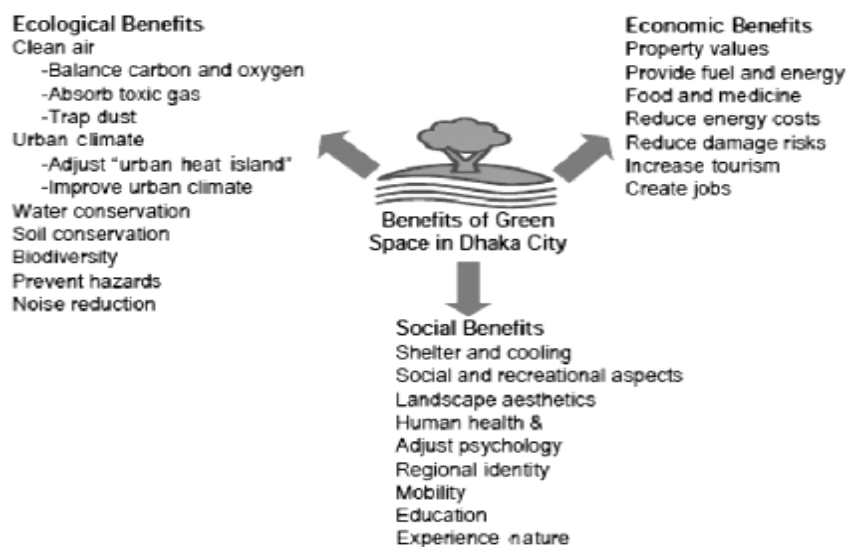 Ecological Benefits
Clean air
-Balance carbon and oxygen
-Absorb toxic gas
-Trap dust
Urban climate
-Adjust "urban heat island"
-Improve urban climate
Water conservation
Soil conservation
Biodiversity
Prevent hazards
Noise reduction
Economic Benefits
Property values
Provide fuel and energy
Food and medicine
Reduce energy costs
Reduce damage risks
Increase tourism
Create jobs
Benefits of Green
Space in Dhaka City
Social Benefits
Shelter and cooling
Social and recreational aspects
Landscape aesthetics
Human health &
Adjust psychology
Regional identity
Mobility
Education
Experience nature